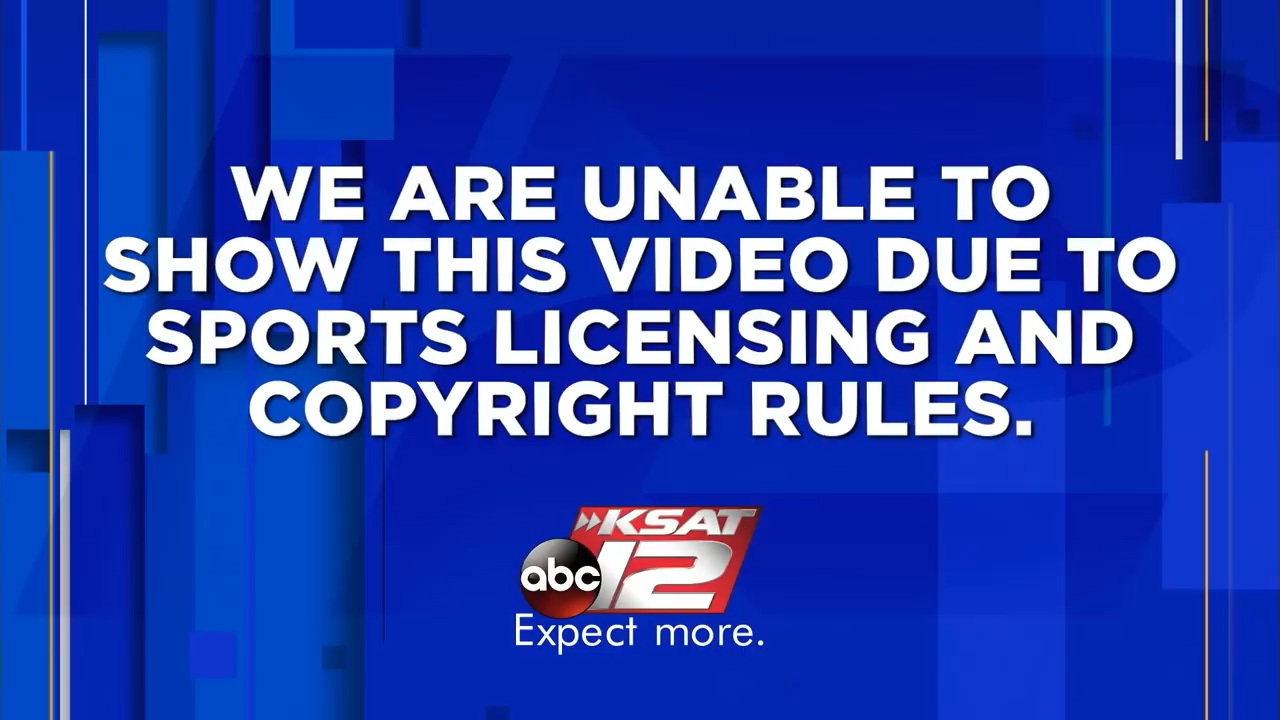 WE ARE UNABLE TO
SHOW THIS VIDEO DUE TO
SPORTS LICENSING AND
COPYRIGHT RULES.
KSAT
abc 12
Expect more.